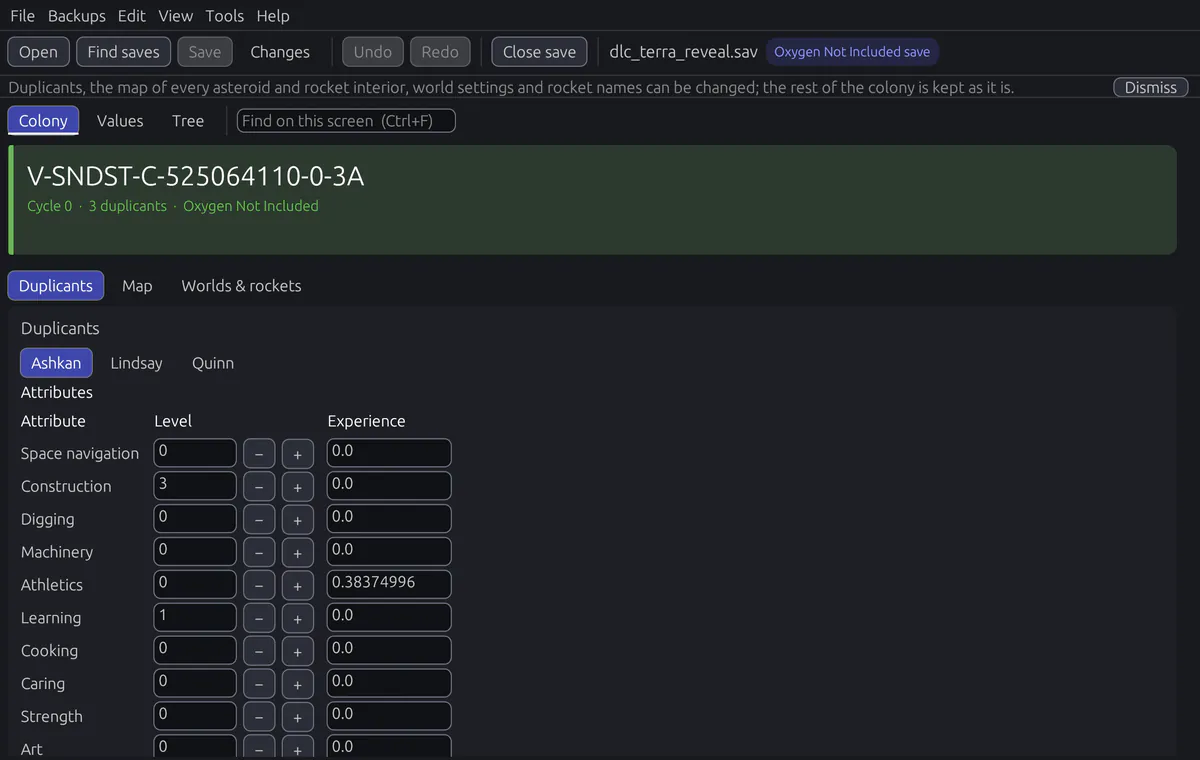 File Backups Edit View Tools Help
Open Find saves Save Changes Undo Redo Close save dlc_terra_reveal.sav Oxygen Not Included save
Duplicants, the map of every asteroid and rocket interior, world settings and rocket names can be changed; the rest of the colony is kept as it is. Dismiss
Colony Values Tree Find on this screen (Ctrl+F)
V-SNDST-C-525064110-0-3A
Cycle 0 · 3 duplicants · Oxygen Not Included
Duplicants Map Worlds & rockets
Duplicants
Ashkan Lindsay Quinn
Attributes
Attribute Level Experience
Space navigation 0 − + 0.0
Construction 3 − + 0.0
Digging 0 − + 0.0
Machinery 0 − + 0.0
Athletics 0 − + 0.38374996
Learning 1 − + 0.0
Cooking 0 − + 0.0
Caring 0 − + 0.0
Strength 0 − + 0.0
Art 0 − + 0.0